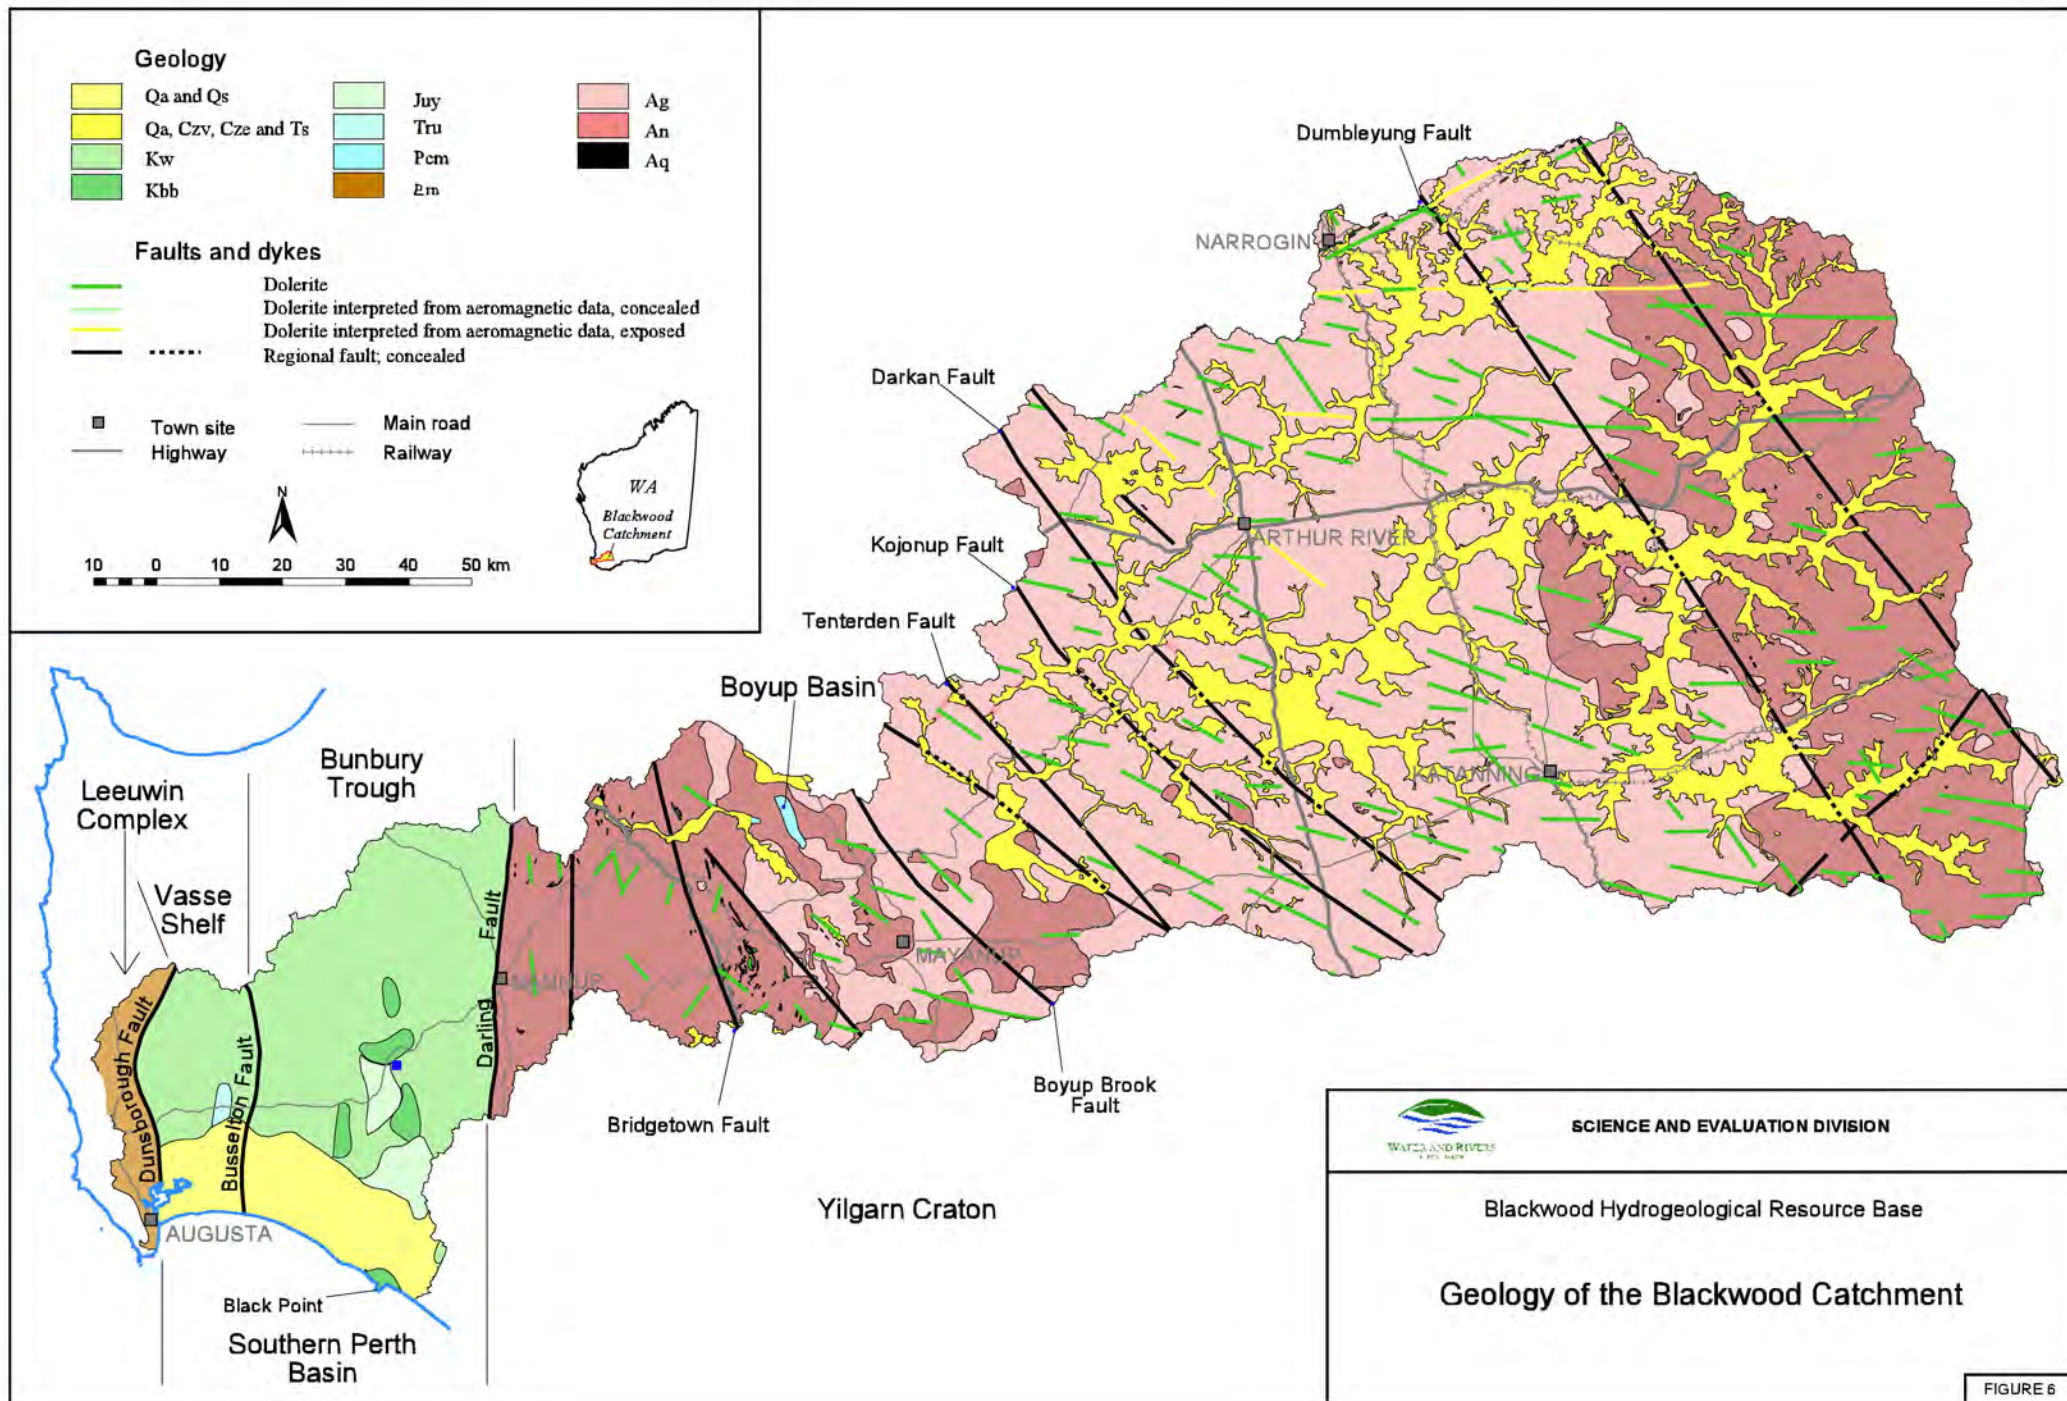 Geology
Qa and Qs
Qa, Czv, Cze and Ts
Kw
Kbb
Juy
Tru
Pcm
Ag
An
Aq
Faults and dykes
Dolerite
Dolerite interpreted from aeromagnetic data, concealed
Dolerite interpreted from aeromagnetic data, exposed
Regional fault; concealed
Town site
Highway
Main road
Railway
N
10 0 10 20 30 40 50 km
WA
Blackwood
Catchment
Dumbleyung Fault
NARROGIN
Darkan Fault
ARTHUR RIVER
Kojonup Fault
Tenterden Fault
Boyup Basin
KATANNING
Bunbury
Trough
Leeuwin
Complex
Vasse
Shelf
Darling Fault
NANNUP
MAYANUP
Dunsborough Fault
Busselton Fault
Bridgetown Fault
Boyup Brook
Fault
AUGUSTA
Black Point
Yilgarn Craton
Southern Perth
Basin
WATER AND RIVERS
SCIENCE AND EVALUATION DIVISION
Blackwood Hydrogeological Resource Base
Geology of the Blackwood Catchment
FIGURE 6